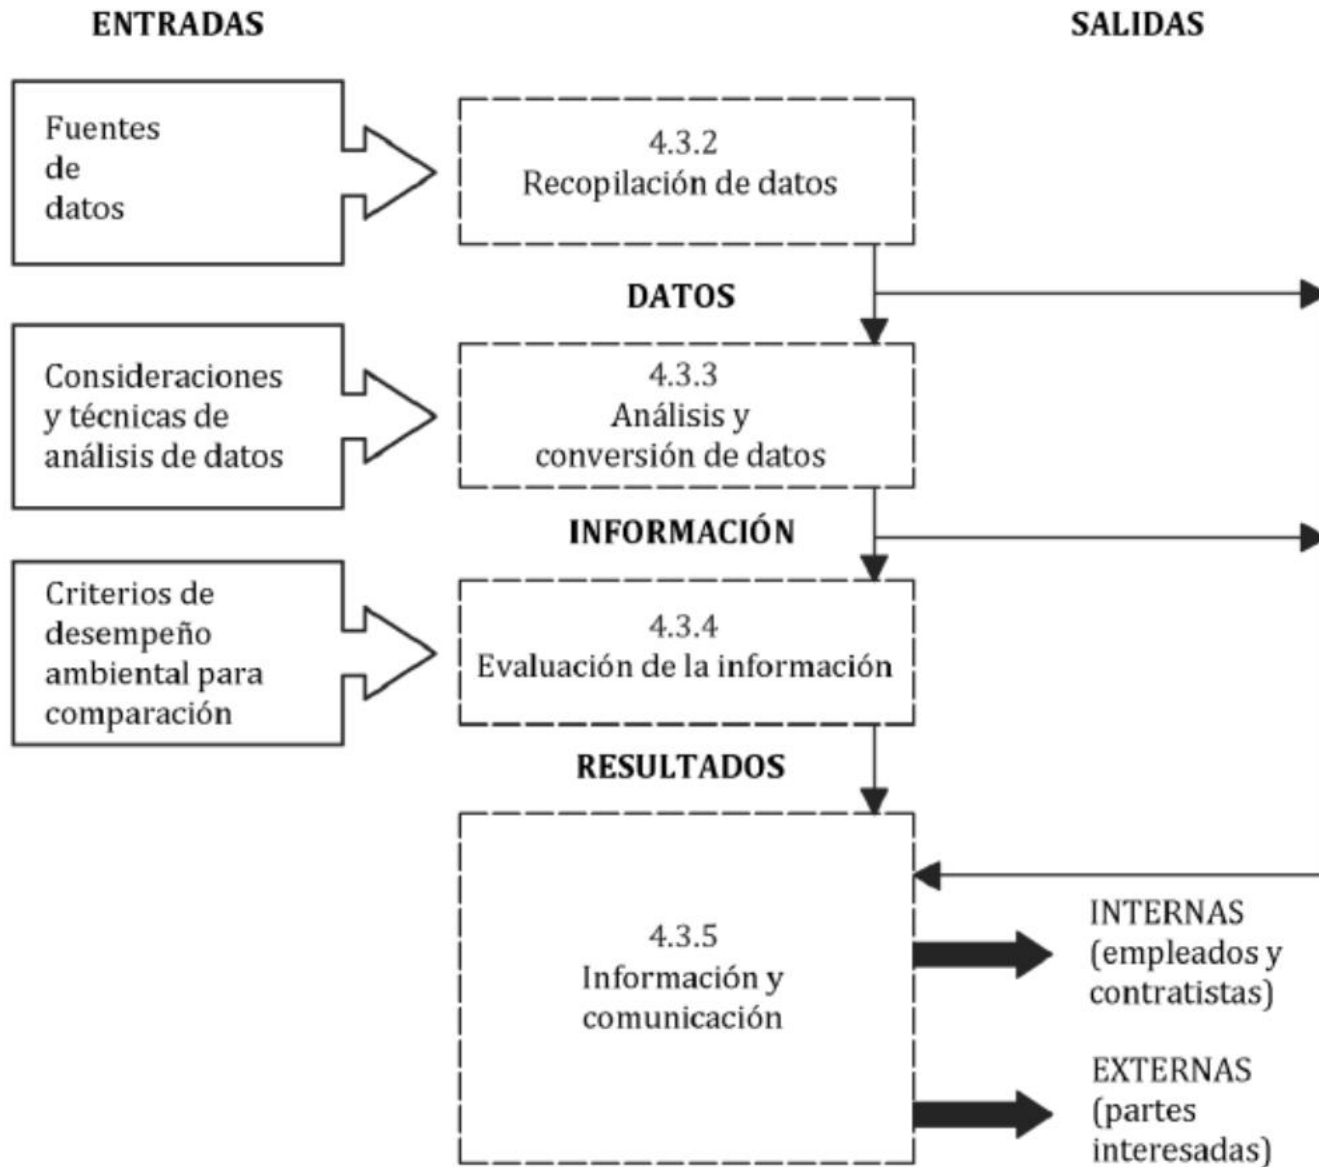 ENTRADAS
SALIDAS
Fuentes
de
datos
4.3.2
Recopilación de datos
DATOS
Consideraciones
y técnicas de
análisis de datos
4.3.3
Análisis y
conversión de datos
INFORMACIÓN
Criterios de
desempeño
ambiental para
comparación
4.3.4
Evaluación de la información
RESULTADOS
4.3.5
Información y
comunicación
INTERNAS
(empleados y
contratistas)
EXTERNAS
(partes
interesadas)